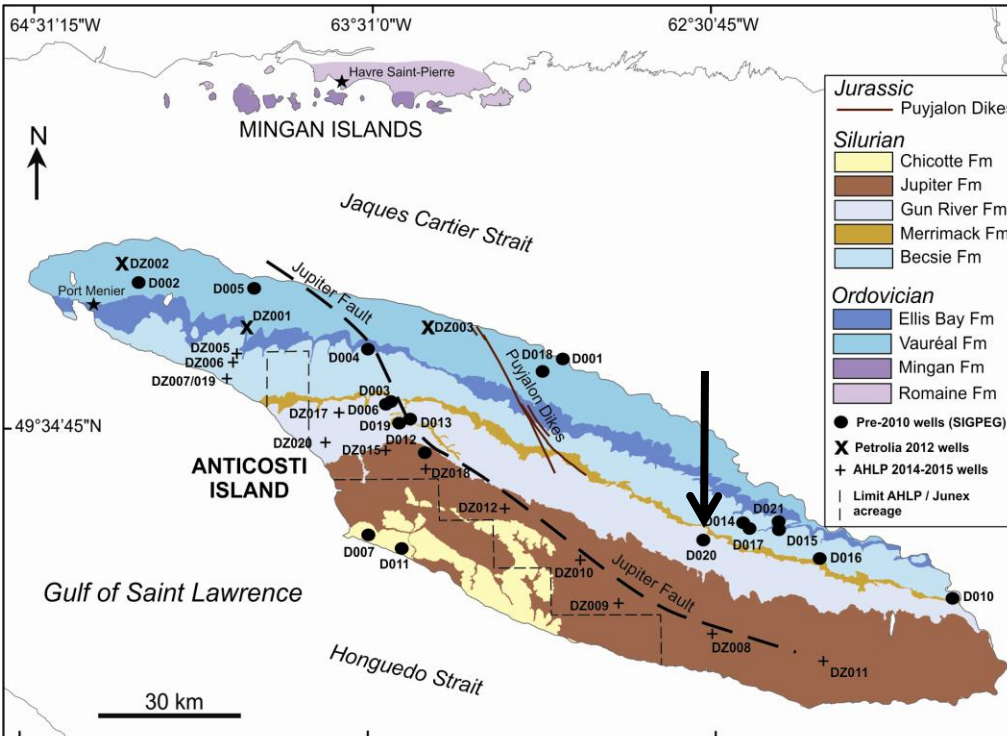 64°31'15"
63°31'0"
62°30'45"
Havre Saint-Pierre
MINGAN ISLANDS
N
Jaques Cartier Strait
Jurassic
Puyjalon Dikes
Silurian
Chicotte Fm
Jupiter Fm
Gun River Fm
Merrimack Fm
Becsie Fm
Ordovician
Ellis Bay Fm
Vauréal Fm
Mingan Fm
Romaine Fm
Pre-2010 wells (SIGPEG)
Petrolia 2012 wells
AHLP 2014-2015 wells
Limit AHLP / Junex
acreage
DZ002
D002
D005
Jupiter Fault
Port Menier
DZ001
DZ003
DZ005
DZ006
DZ007/019
D004
D018
D001
Puyjalon Dikes
D003
D006
DZ017
D013
D019
49°34'45"N
DZ020
D012
DZ015
DZ018
ANTICOSTI
ISLAND
DZ012
D014
D021
D017
D015
D020
D016
D007
D011
DZ010
Jupiter Fault
D010
Gulf of Saint Lawrence
DZ009
DZ008
DZ011
Honguedo Strait
30 km